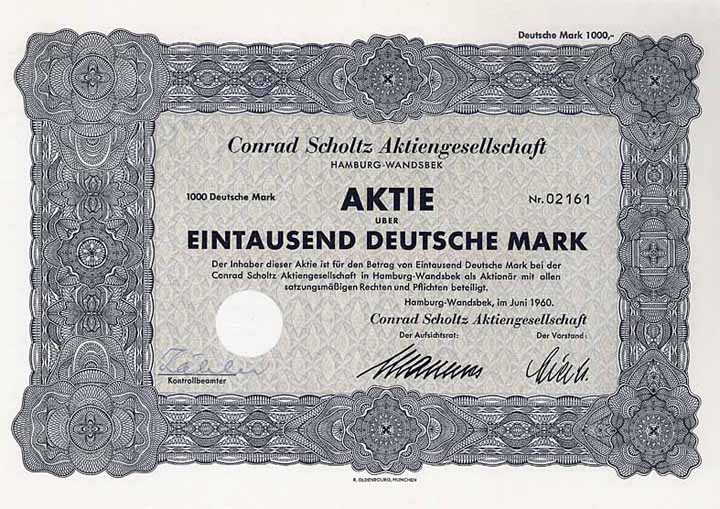 Deutsche Mark 1000,-
Conrad Scholtz Aktiengesellschaft
HAMBURG-WANDSBEK
1000 Deutsche Mark
AKTIE
Nr. 02161
UBER
EINTAUSEND DEUTSCHE MARK
Der Inhaber dieser Aktie ist für den Betrag von Eintausend Deutsche Mark bei der
Conrad Scholtz Aktiengesellschaft in Hamburg-Wandsbek als Aktionär mit allen
satzungsmäßigen Rechten und Pflichten beteiligt.
Hamburg-Wandsbek, im Juni 1960.
Conrad Scholtz Aktiengesellschaft
Der Aufsichtsrat:
Der Vorstand:
Kontrollbeamter
R. OLDENBOURG, MÜNCHEN